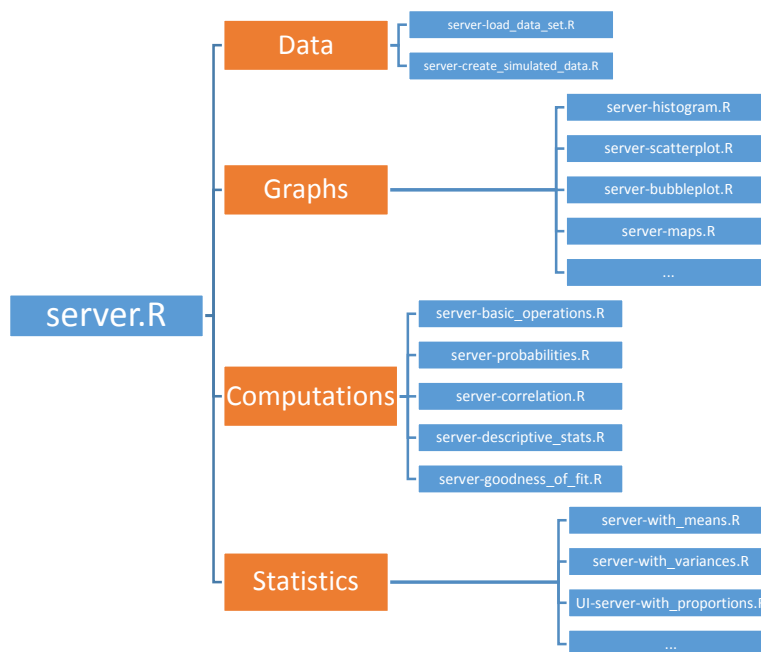 server.R
Data
server-load_data_set.R
server-create_simulated_data.R
Graphs
server-histogram.R
server-scatterplot.R
server-bubbleplot.R
server-maps.R
...
Computations
server-basic_operations.R
server-probabilities.R
server-correlation.R
server-descriptive_stats.R
server-goodness_of_fit.R
Statistics
server-with_means.R
server-with_variances.R
UI-server-with_proportions.R
...